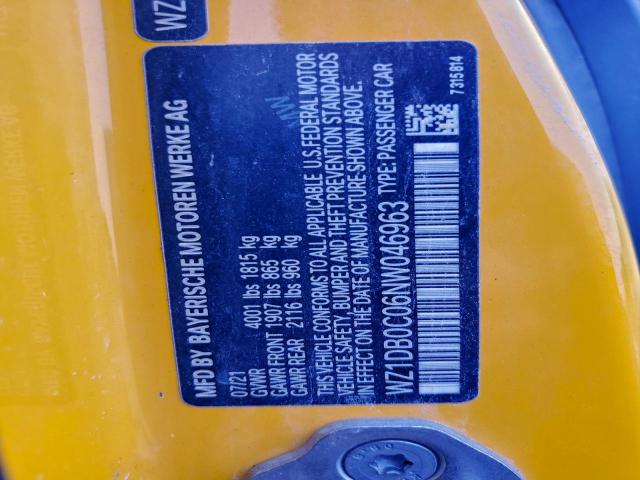 WZ
MFD BY BAYERISCHE MOTOREN WERKE AG
07/21
GVWR 4001 lbs 1815 kg
GAWR FRONT 1907 lbs 865 kg
GAWR REAR 2116 lbs 960 kg
THIS VEHICLE CONFORMS TO ALL APPLICABLE U.S.FEDERAL MOTOR
VEHICLE SAFETY, BUMPER AND THEFT PREVENTION STANDARDS
IN EFFECT ON THE DATE OF MANUFACTURE SHOWN ABOVE.
WZ1DB0C06NW046963 TYPE: PASSENGER CAR
7315814